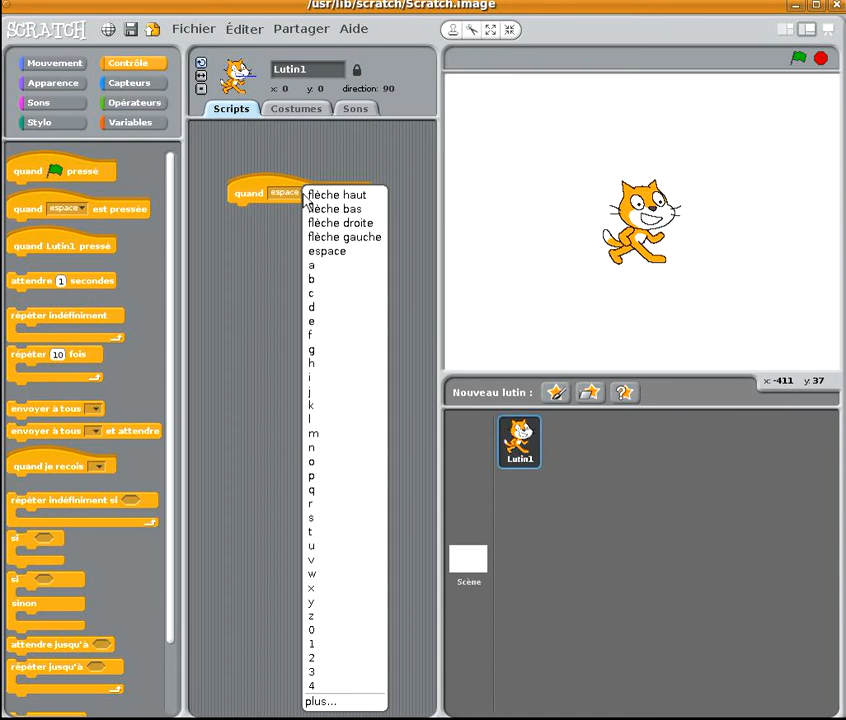 /usr/lib/scratch/Scratch.image
SCRATCH Fichier Éditer Partager Aide
Mouvement Contrôle
Apparence Capteurs
Sons Opérateurs
Stylo Variables
Lutin1
x: 0 y: 0 direction: 90
Scripts Costumes Sons
quand pressé
quand espace est pressée
quand Lutin1 pressé
attendre 1 secondes
répéter indéfiniment
répéter 10 fois
envoyer à tous
envoyer à tous et attendre
quand je recois
répéter indéfiniment si
si
si
sinon
attendre jusqu'à
répéter jusqu'à
quand espace
flèche haut
flèche bas
flèche droite
flèche gauche
espace
a
b
c
d
e
f
g
h
i
j
k
l
m
n
o
p
q
r
s
t
u
v
w
x
y
z
0
1
2
3
4
plus...
x: -411 y: 37
Nouveau lutin :
Lutin1
Scène